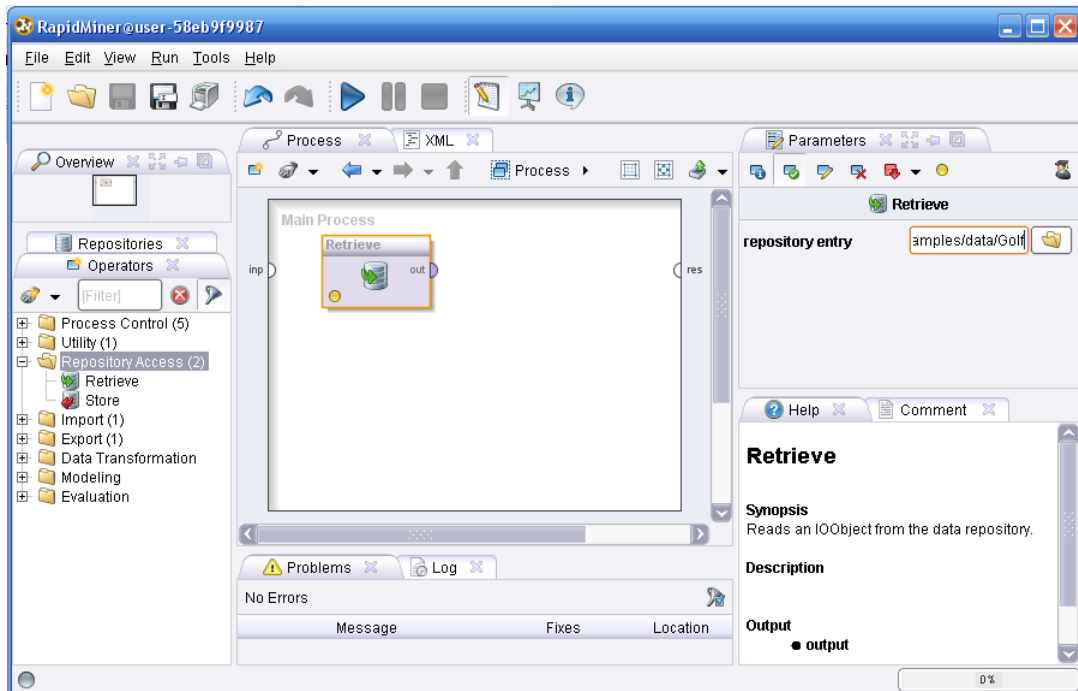 RapidMiner@user-58eb9f9987
File Edit View Run Tools Help
Overview
Repositories
Operators
[Filter]
Process Control (5)
Utility (1)
Repository Access (2)
Retrieve
Store
Import (1)
Export (1)
Data Transformation
Modeling
Evaluation
Process XML
Process
Main Process
Retrieve
inp out res
Problems Log
No Errors
Message Fixes Location
Parameters
Retrieve
repository entry amples/data/Golf
Help Comment
Retrieve
Synopsis
Reads an IOObject from the data repository.
Description
Output
output
0%